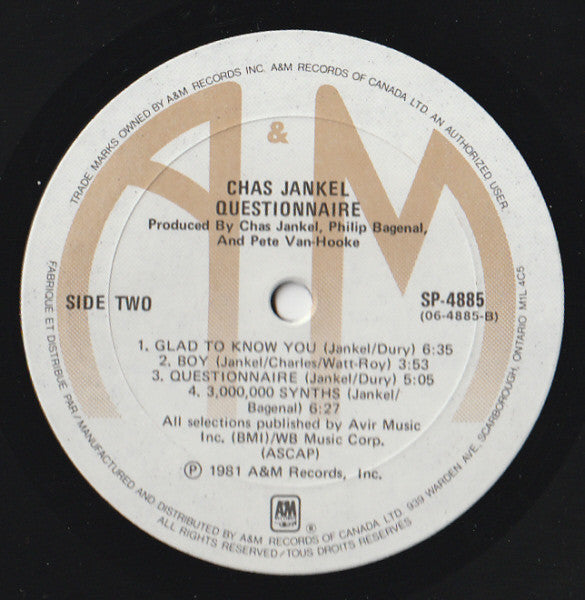 TRADE MARKS OWNED BY A&M RECORDS INC. A&M RECORDS OF CANADA LTD. AN AUTHORIZED USER.
A & M
CHAS JANKEL
QUESTIONNAIRE
Produced By Chas Jankel, Philip Bagenal,
And Pete Van-Hooke
SIDE TWO
SP-4885
(06-4885-B)
1. GLAD TO KNOW YOU (Jankel/Dury) 6:35
2. BOY (Jankel/Charles/Watt-Roy) 3:53
3. QUESTIONNAIRE (Jankel/Dury) 5:05
4. 3,000,000 SYNTHS (Jankel/
Bagenal) 6:27
All selections published by Avir Music
Inc. (BMI)/WB Music Corp.
(ASCAP)
Ⓟ 1981 A&M Records, Inc.
A&M
®
FABRIQUÉ ET DISTRIBUÉ PAR/MANUFACTURED AND DISTRIBUTED BY A&M RECORDS OF CANADA LTD. 939 WARDEN AVE, SCARBOROUGH, ONTARIO M1L 4C5
ALL RIGHTS RESERVED/TOUS DROITS RESERVÉS